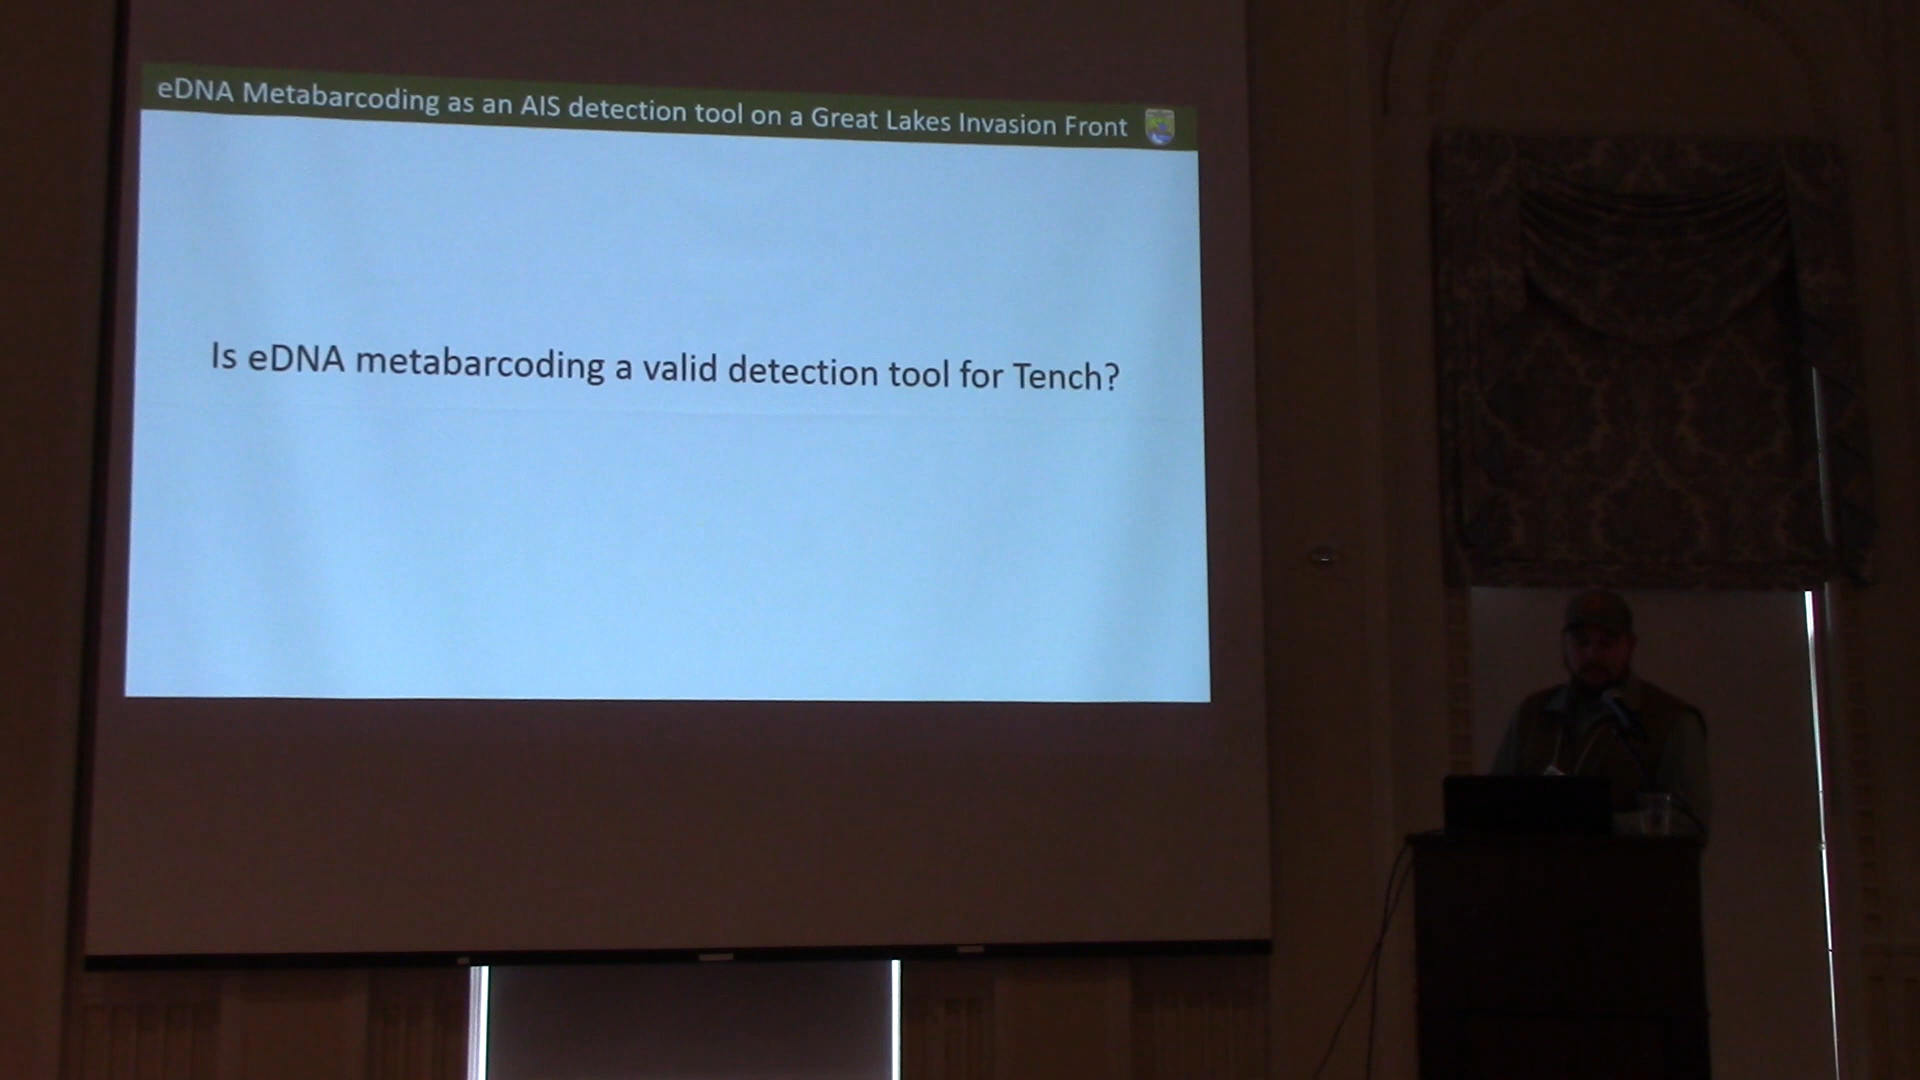 eDNA Metabarcoding as an AIS detection tool on a Great Lakes Invasion Front
Is eDNA metabarcoding a valid detection tool for Tench?